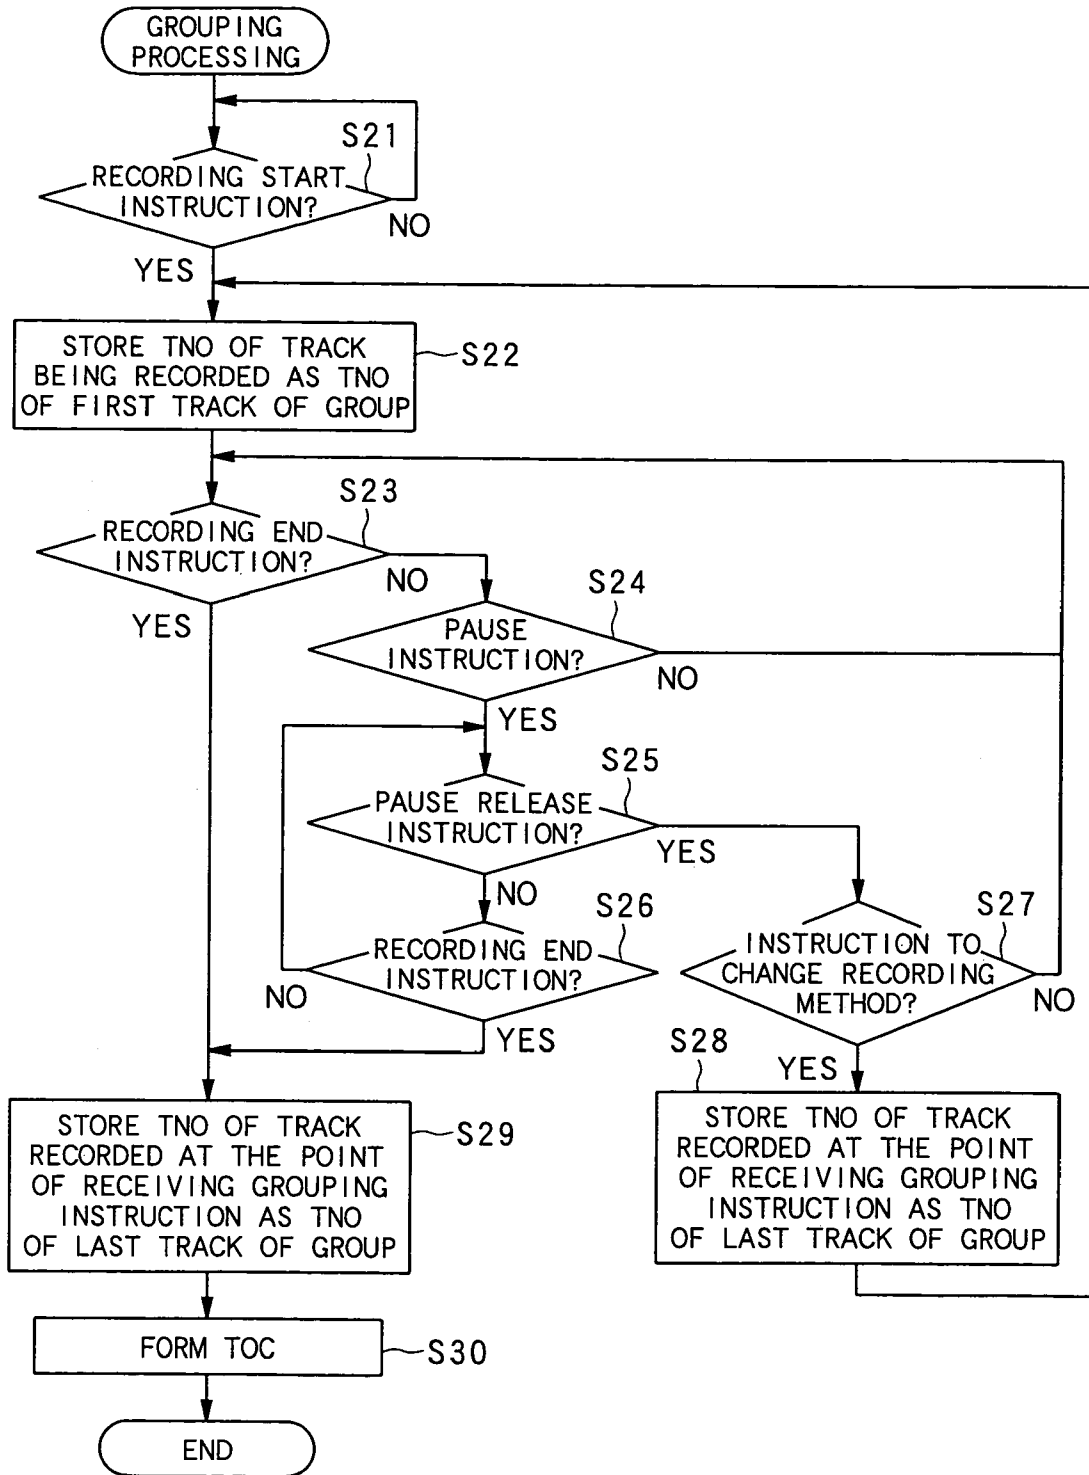 GROUPING
PROCESSING
S21
RECORDING START
INSTRUCTION?
NO
YES
STORE TNO OF TRACK
BEING RECORDED AS TNO
OF FIRST TRACK OF GROUP
S22
S23
RECORDING END
INSTRUCTION?
NO
YES
S24
PAUSE
INSTRUCTION?
NO
YES
S25
PAUSE RELEASE
INSTRUCTION?
YES
NO
S26
RECORDING END
INSTRUCTION?
NO
YES
S27
INSTRUCTION TO
CHANGE RECORDING
METHOD?
NO
YES
S28
STORE TNO OF TRACK
RECORDED AT THE POINT
OF RECEIVING GROUPING
INSTRUCTION AS TNO
OF LAST TRACK OF GROUP
STORE TNO OF TRACK
RECORDED AT THE POINT
OF RECEIVING GROUPING
INSTRUCTION AS TNO
OF LAST TRACK OF GROUP
S29
FORM TOC
S30
END